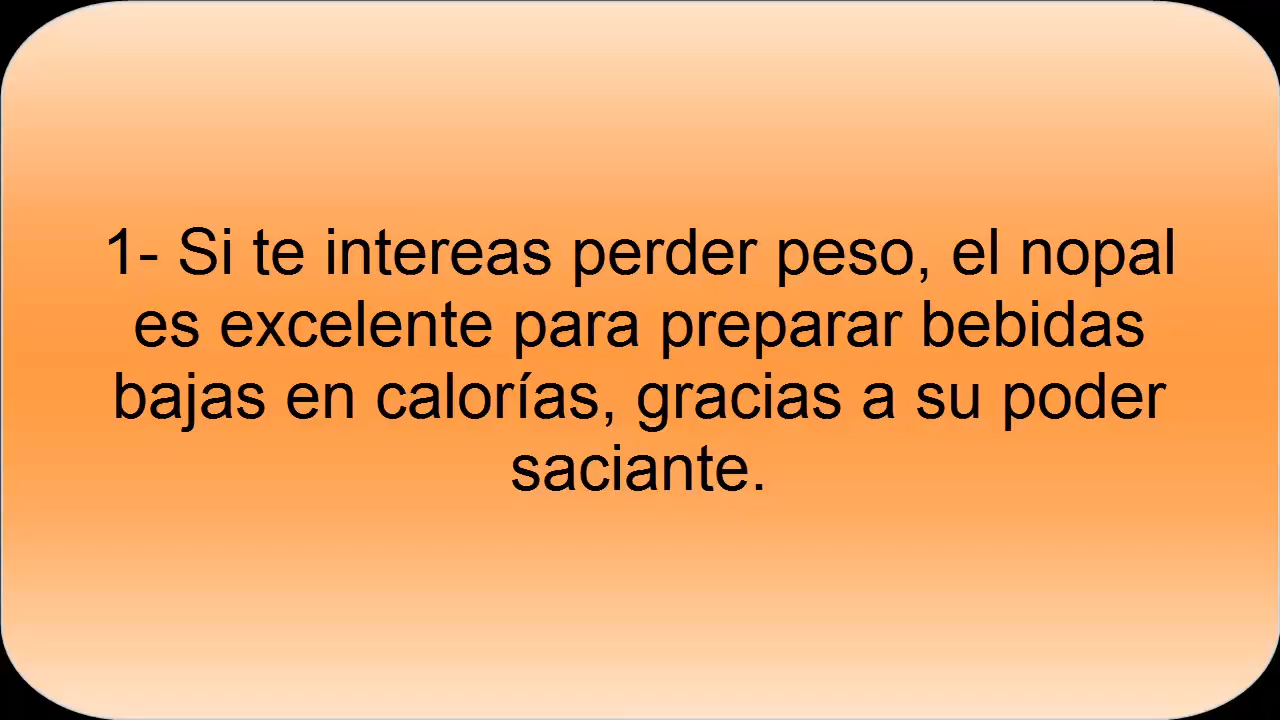 1- Si te intereas perder peso, el nopal
es excelente para preparar bebidas
bajas en calorías, gracias a su poder
saciante.